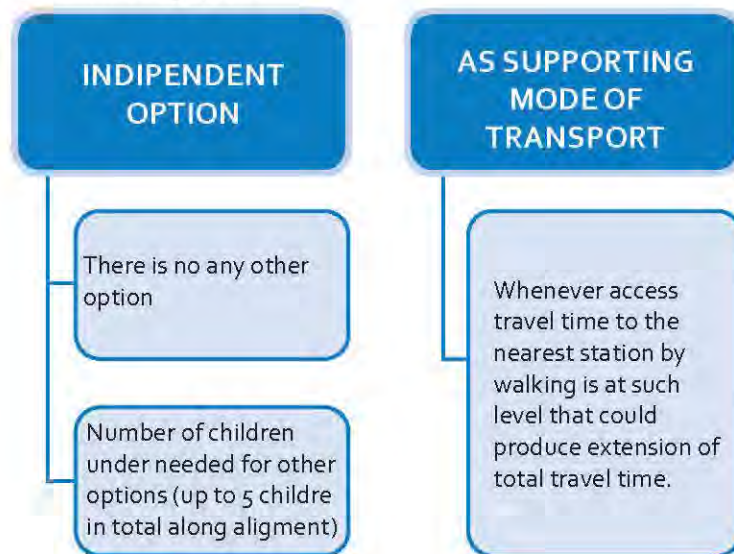 INDIPENDENT
OPTION
There is no any other
option
Number of children
under needed for other
options (up to 5 childre
in total along aligment)
AS SUPPORTING
MODE OF
TRANSPORT
Whenever access
travel time to the
nearest station by
walking is at such
level that could
produce extension of
total travel time.